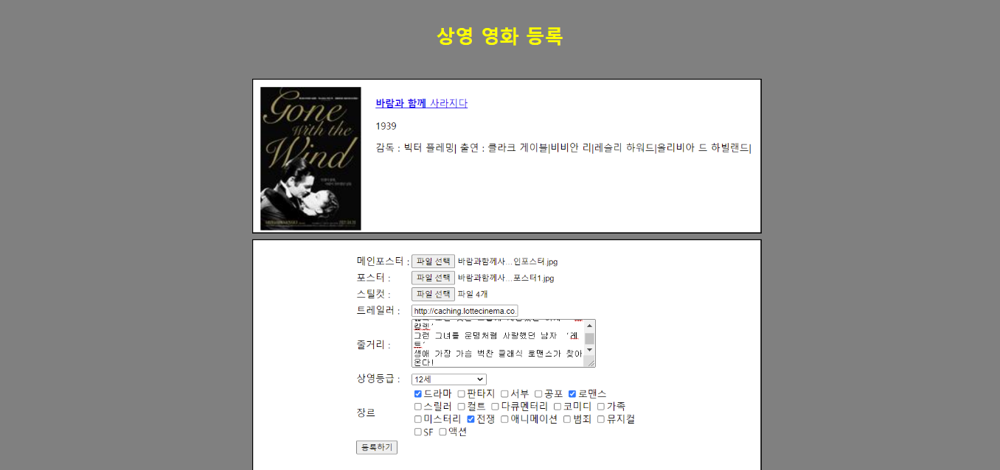 상영 영화 등록
Gone
With the
Wind
바람과 함께 사라지다
1939
감독 : 빅터 플레밍| 출연 : 클라크 게이블|비비안 리|레슬리 하워드|올리비아 드 하빌랜드|
메인포스터 : 파일 선택 바람과함께사...인포스터.jpg
포스터 : 파일 선택 바람과함께사...포스터1.jpg
스틸컷 : 파일 선택 파일 4개
트레일러 : http://caching.lottecinema.co.
줄거리 :
칼렛'
그런 그녀를 운명처럼 사랑했던 남자 '레
트'
생애 가장 가슴 벅찬 클래식 로맨스가 찾아
온다!
상영등급 : 12세
장르
드라마 판타지 서부 공포 로맨스
스릴러 컬트 다큐멘터리 코미디 가족
미스터리 전쟁 애니메이션 범죄 뮤지컬
SF 액션
등록하기